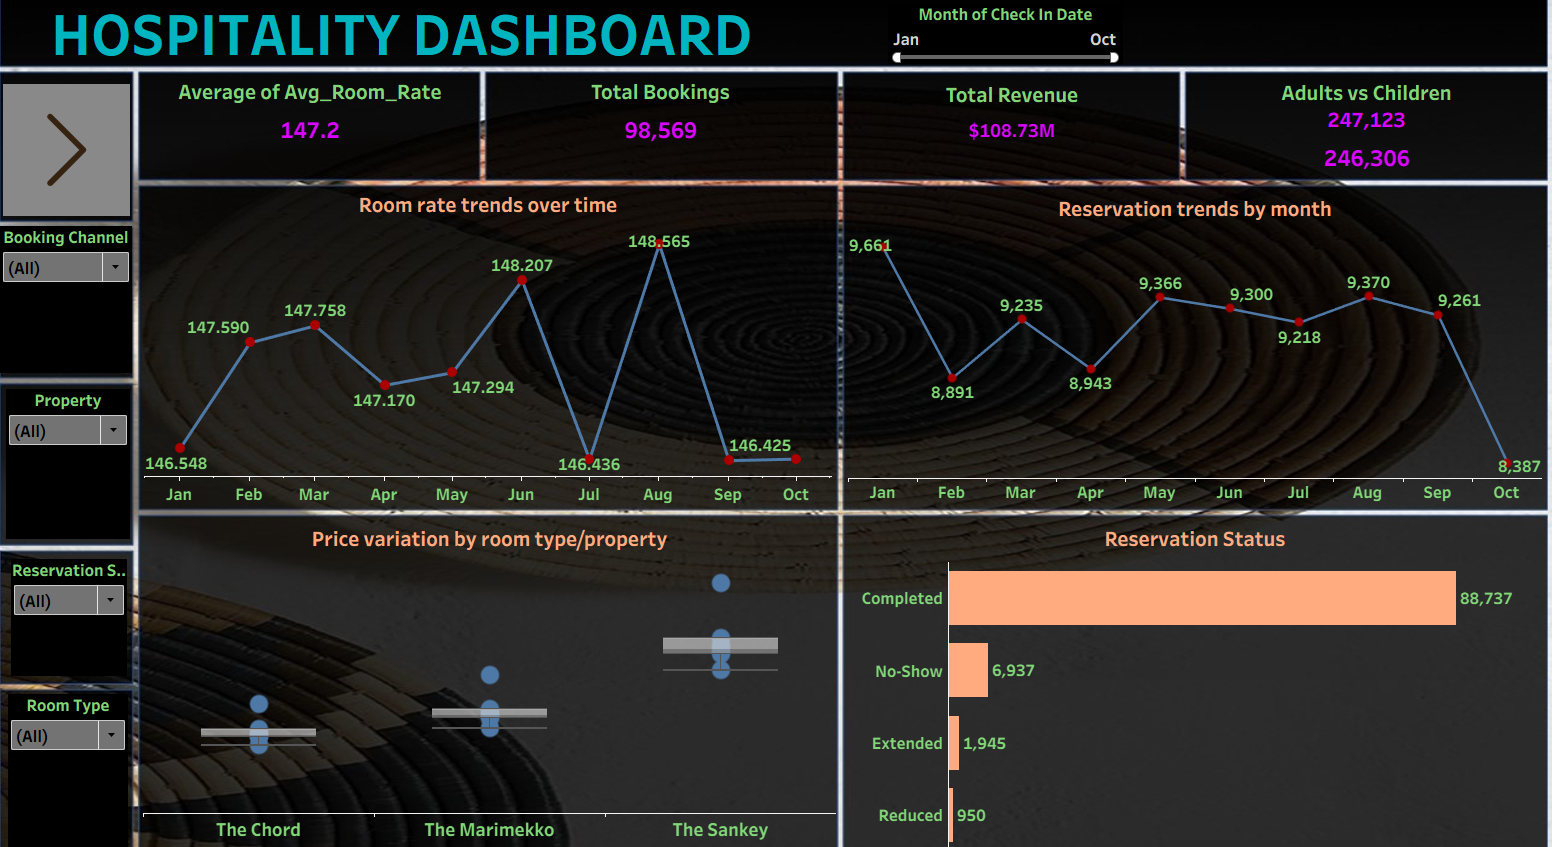 HOSPITALITY DASHBOARD
Month of Check In Date
Jan Oct
Average of Avg_Room_Rate
147.2
Total Bookings
98,569
Total Revenue
$108.73M
Adults vs Children
247,123
246,306
Booking Channel
(All)
Property
(All)
Reservation S..
(All)
Room Type
(All)
Room rate trends over time
146.548
147.590
147.758
147.170
147.294
148.207
146.436
148.565
146.425
Jan Feb Mar Apr May Jun Jul Aug Sep Oct
Reservation trends by month
9,661
8,891
9,235
8,943
9,366
9,300
9,218
9,370
9,261
8,387
Jan Feb Mar Apr May Jun Jul Aug Sep Oct
Price variation by room type/property
The Chord The Marimekko The Sankey
Reservation Status
Completed 88,737
No-Show 6,937
Extended 1,945
Reduced 950